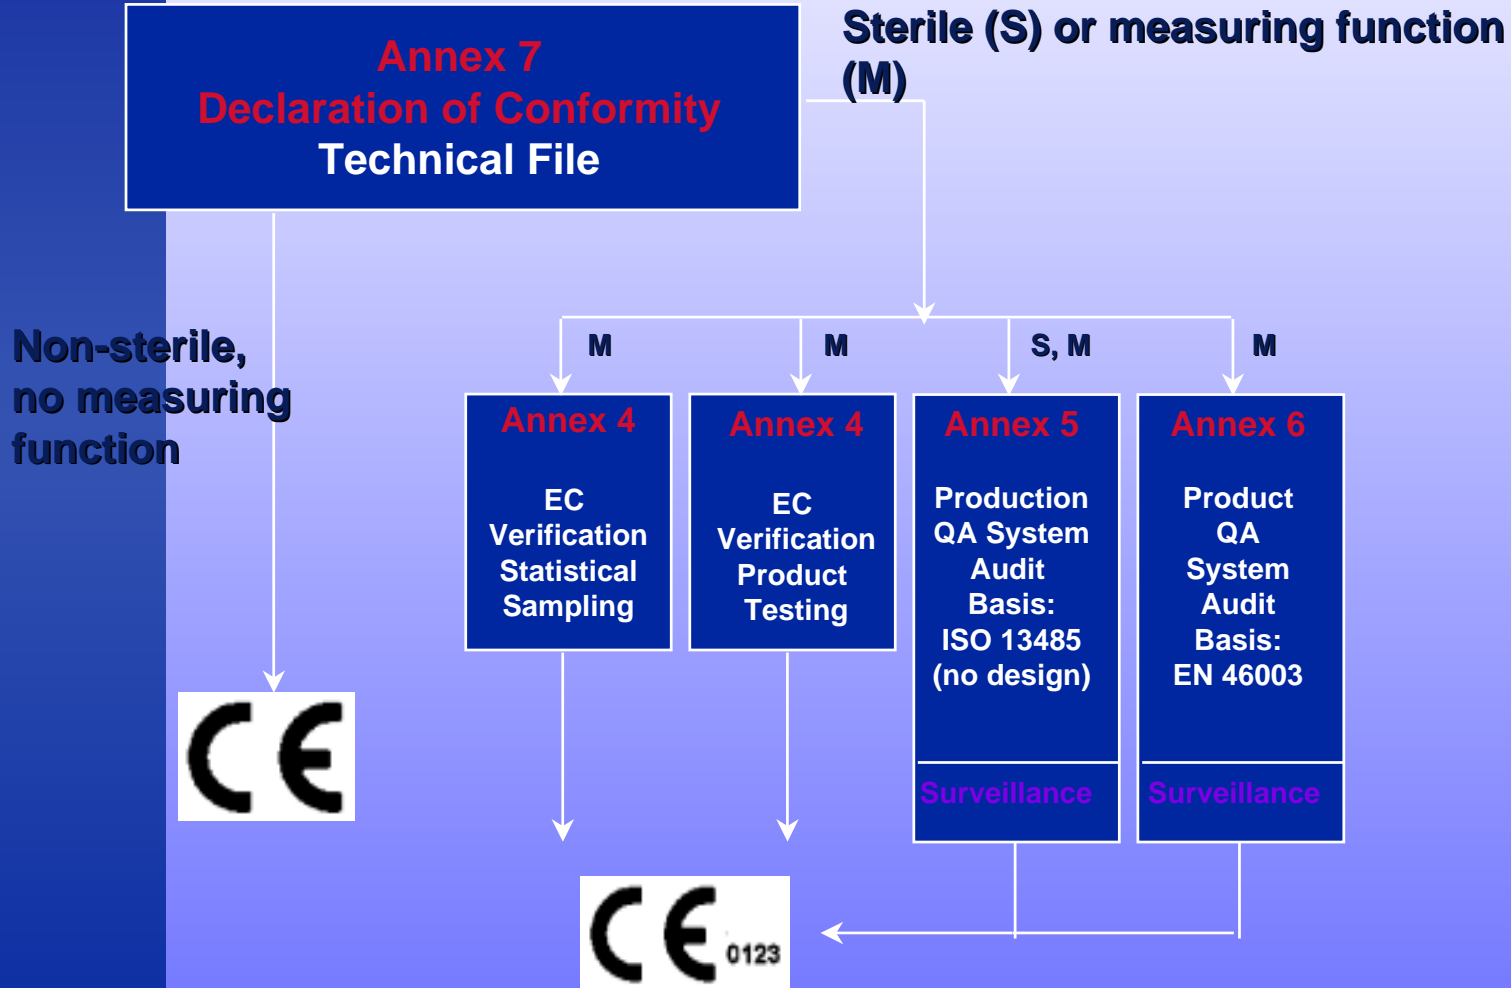 Annex 7
Declaration of Conformity
Technical File
Sterile (S) or measuring function
(M)
Non-sterile,
no measuring
function
M
M
S, M
M
Annex 4
EC
Verification
Statistical
Sampling
Annex 4
EC
Verification
Product
Testing
Annex 5
Production
QA System
Audit
Basis:
ISO 13485
(no design)
Surveillance
Annex 6
Product
QA
System
Audit
Basis:
EN 46003
Surveillance
CE
CE 0123